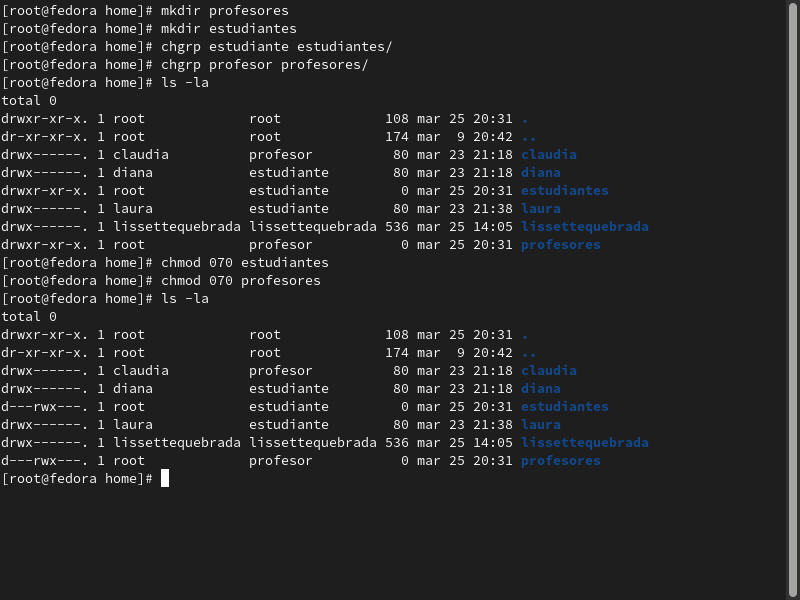 [root@fedora home]# mkdir profesores
[root@fedora home]# mkdir estudiantes
[root@fedora home]# chgrp estudiante estudiantes/
[root@fedora home]# chgrp profesor profesores/
[root@fedora home]# ls -la
total 0
drwxr-xr-x. 1 root             root             108 mar 25 20:31 .
dr-xr-xr-x. 1 root             root             174 mar  9 20:42 ..
drwx------. 1 claudia          profesor          80 mar 23 21:18 claudia
drwx------. 1 diana            estudiante        80 mar 23 21:18 diana
drwxr-xr-x. 1 root             estudiante         0 mar 25 20:31 estudiantes
drwx------. 1 laura            estudiante        80 mar 23 21:38 laura
drwx------. 1 lissettequebrada lissettequebrada 536 mar 25 14:05 lissettequebrada
drwxr-xr-x. 1 root             profesor           0 mar 25 20:31 profesores
[root@fedora home]# chmod 070 estudiantes
[root@fedora home]# chmod 070 profesores
[root@fedora home]# ls -la
total 0
drwxr-xr-x. 1 root             root             108 mar 25 20:31 .
dr-xr-xr-x. 1 root             root             174 mar  9 20:42 ..
drwx------. 1 claudia          profesor          80 mar 23 21:18 claudia
drwx------. 1 diana            estudiante        80 mar 23 21:18 diana
d---rwx---. 1 root             estudiante         0 mar 25 20:31 estudiantes
drwx------. 1 laura            estudiante        80 mar 23 21:38 laura
drwx------. 1 lissettequebrada lissettequebrada 536 mar 25 14:05 lissettequebrada
d---rwx---. 1 root             profesor           0 mar 25 20:31 profesores
[root@fedora home]#